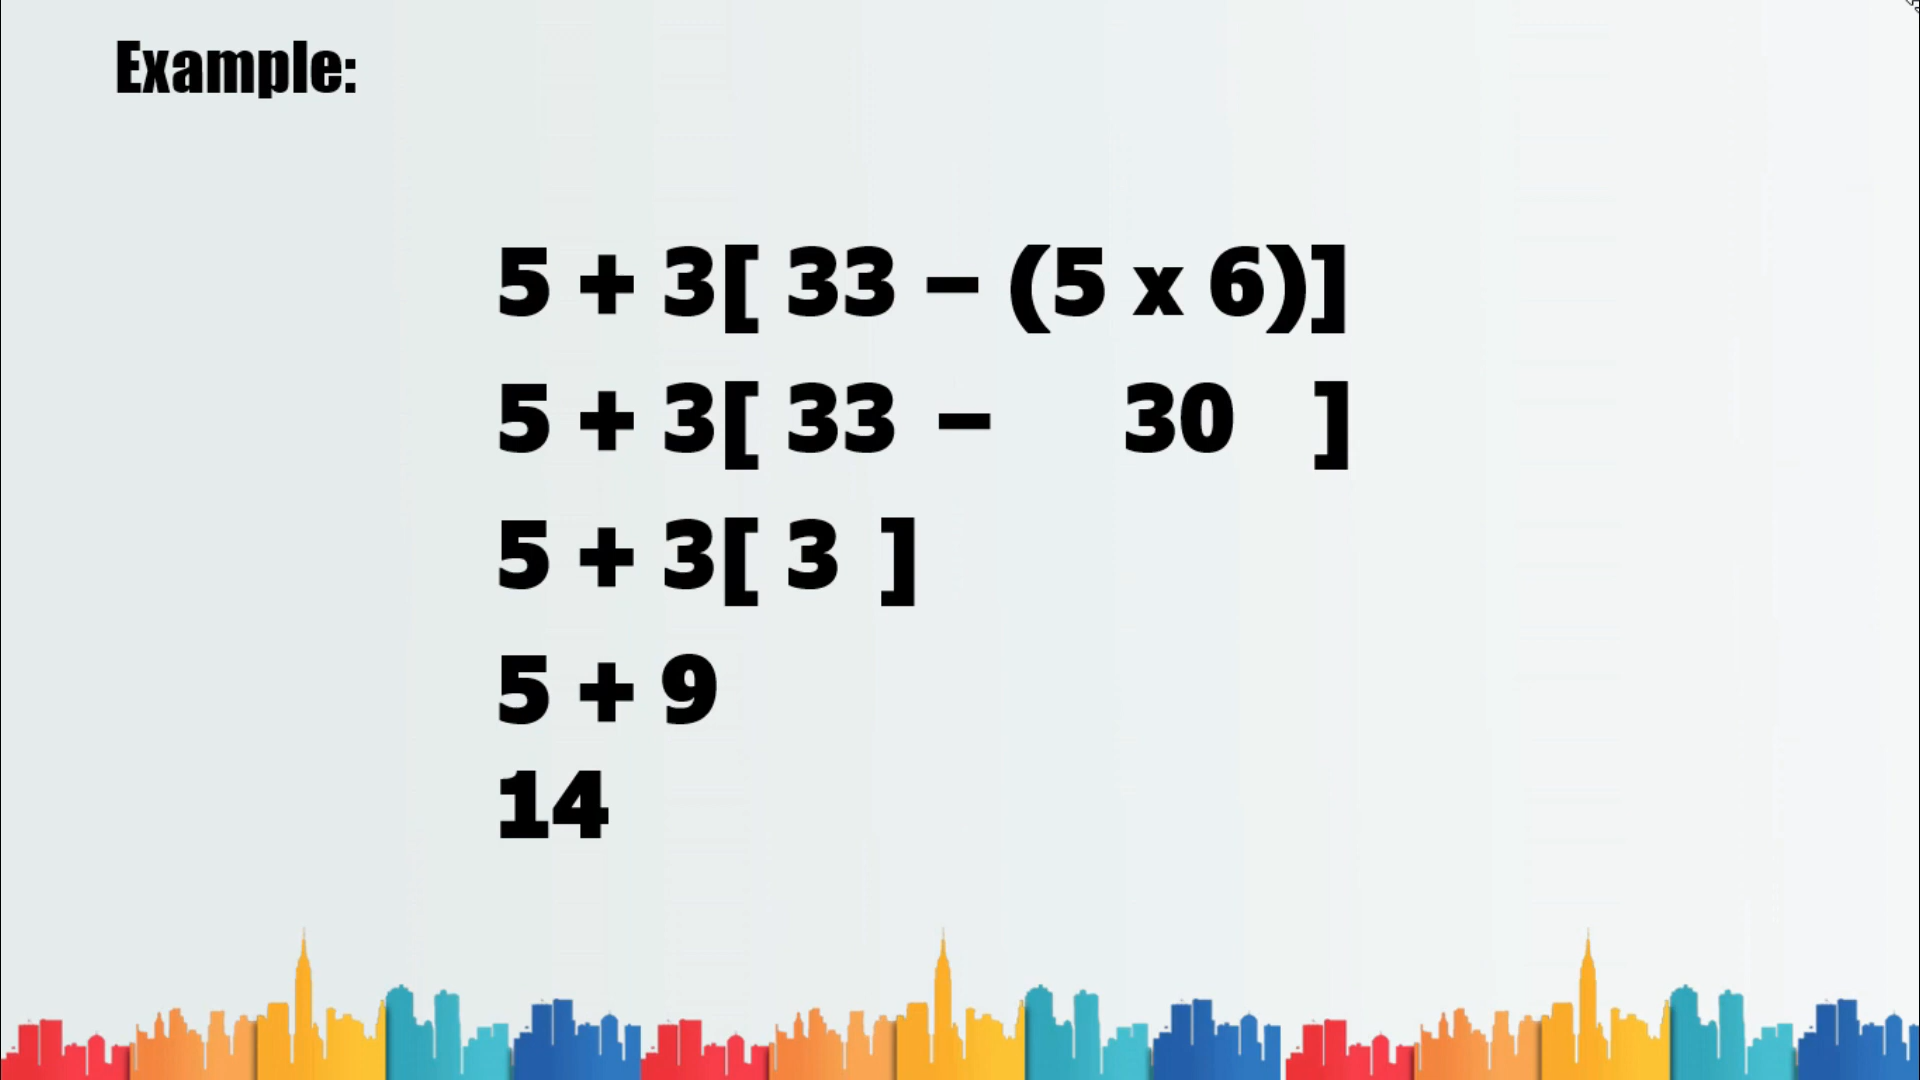 Example:
5 + 3[ 33 – (5 x 6)]
5 + 3[ 33 – 30 ]
5 + 3[ 3 ]
5 + 9
14